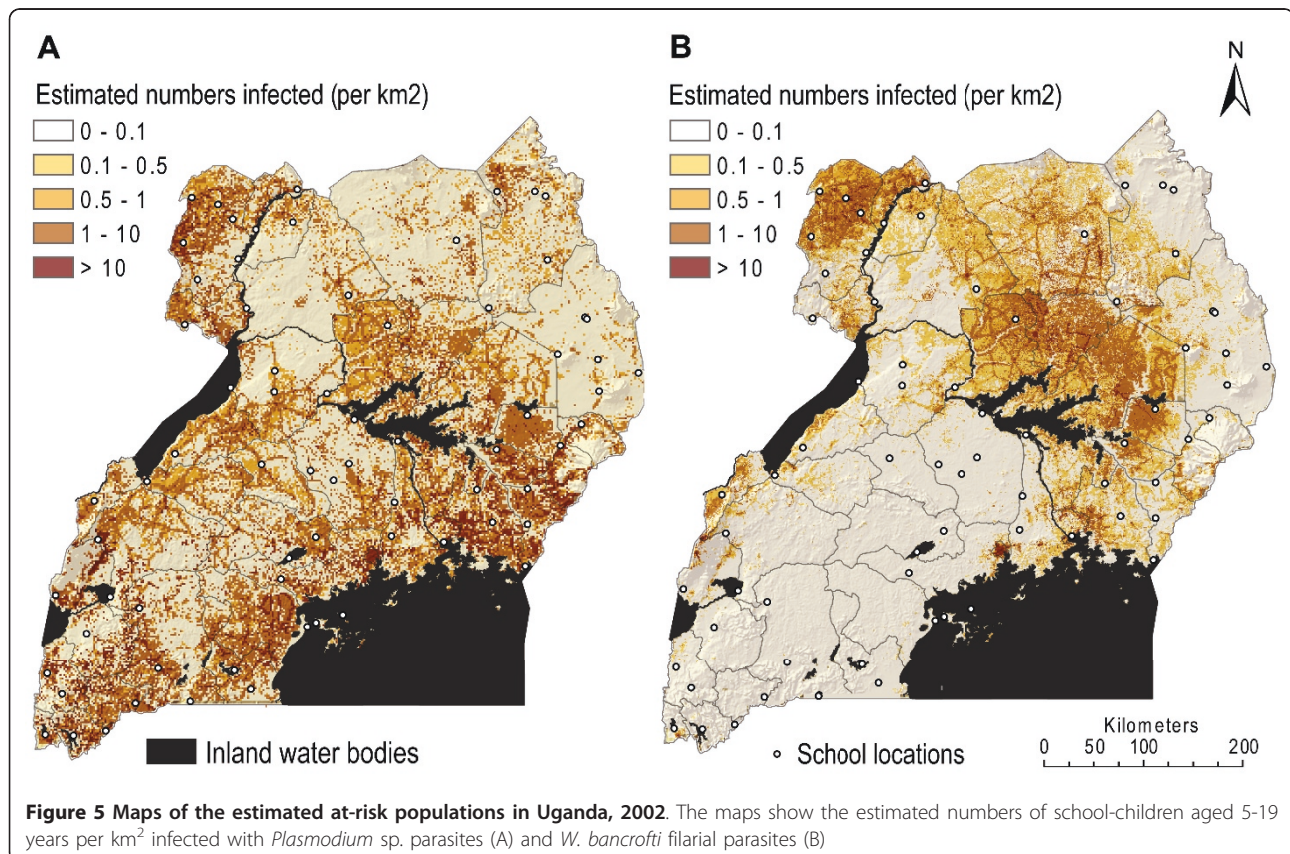 A
Estimated numbers infected (per km2)
0 - 0.1
0.1 - 0.5
0.5 - 1
1 - 10
> 10
Inland water bodies
B
N
Estimated numbers infected (per km2)
0 - 0.1
0.1 - 0.5
0.5 - 1
1 - 10
> 10
School locations
Kilometers
0 50 100 200
Figure 5 Maps of the estimated at-risk populations in Uganda, 2002. The maps show the estimated numbers of school-children aged 5-19
years per km² infected with Plasmodium sp. parasites (A) and W. bancrofti filarial parasites (B)